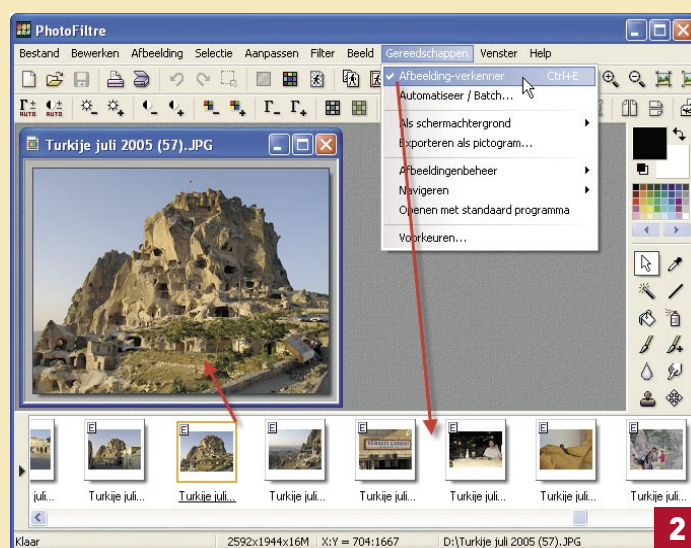 PhotoFiltre
Bestand Bewerken Afbeelding Selectie Aanpassen Filter Beeld Gereedschappen Venster Help
Afbeelding-verkenner Ctrl+E
Automatiseer / Batch...
Als schermachtergrond
Exporteren als pictogram...
Afbeeldingenbeheer
Navigeren
Openen met standaard programma
Voorkeuren...
AUTO AUTO
Turkije juli 2005 (57).JPG
E E E E E E E
juli... Turkije juli... Turkije juli... Turkije juli... Turkije juli... Turkije juli... Turkije juli... Turkije juli...
Klaar 2592x1944x16M X:Y = 704:1667 D:\Turkije juli 2005 (57).JPG
2